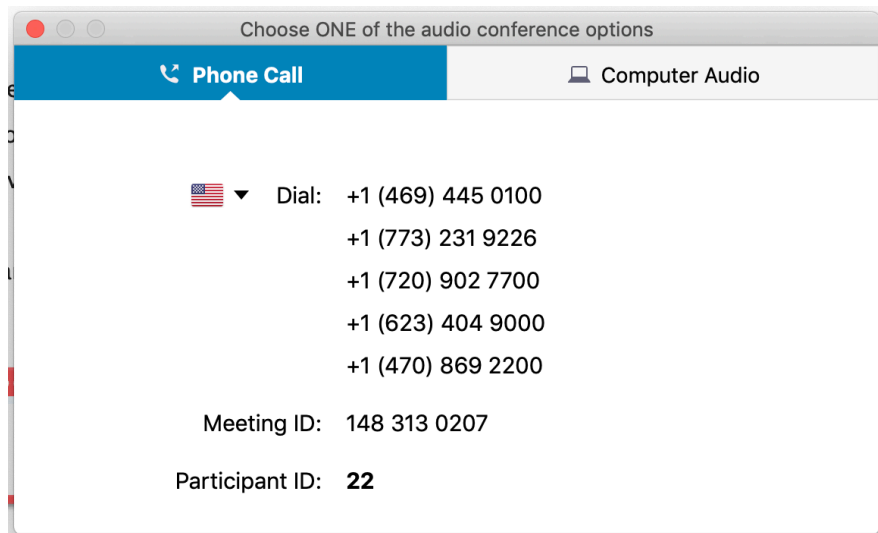 Choose ONE of the audio conference options
Phone Call
Computer Audio
Dial: +1 (469) 445 0100
+1 (773) 231 9226
+1 (720) 902 7700
+1 (623) 404 9000
+1 (470) 869 2200
Meeting ID: 148 313 0207
Participant ID: 22